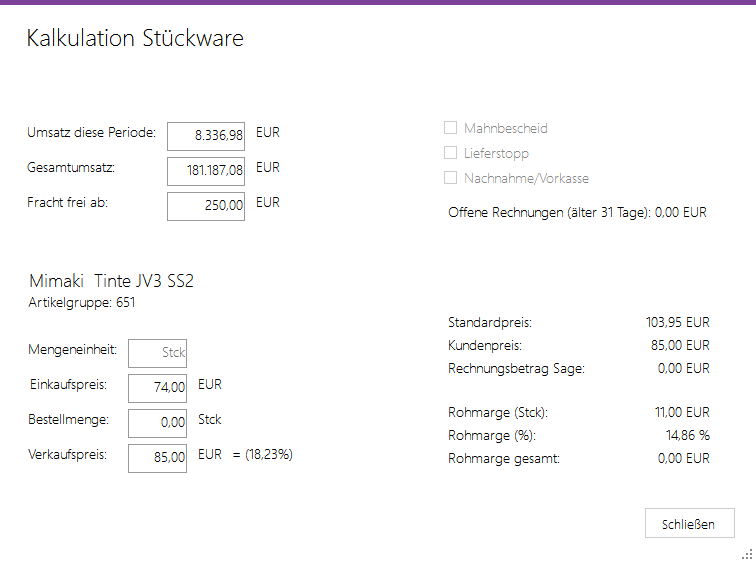 Kalkulation Stückware
Umsatz diese Periode: 8.336,98 EUR
Gesamtumsatz: 181.187,08 EUR
Fracht frei ab: 250,00 EUR
Mahnbescheid
Lieferstopp
Nachnahme/Vorkasse
Offene Rechnungen (älter 31 Tage): 0,00 EUR
Mimaki  Tinte JV3 SS2
Artikelgruppe: 651
Mengeneinheit: Stck
Einkaufspreis: 74,00 EUR
Bestellmenge: 0,00 Stck
Verkaufspreis: 85,00 EUR = (18,23%)
Standardpreis: 103,95 EUR
Kundenpreis: 85,00 EUR
Rechnungsbetrag Sage: 0,00 EUR
Rohmarge (Stck): 11,00 EUR
Rohmarge (%): 14,86 %
Rohmarge gesamt: 0,00 EUR
Schließen